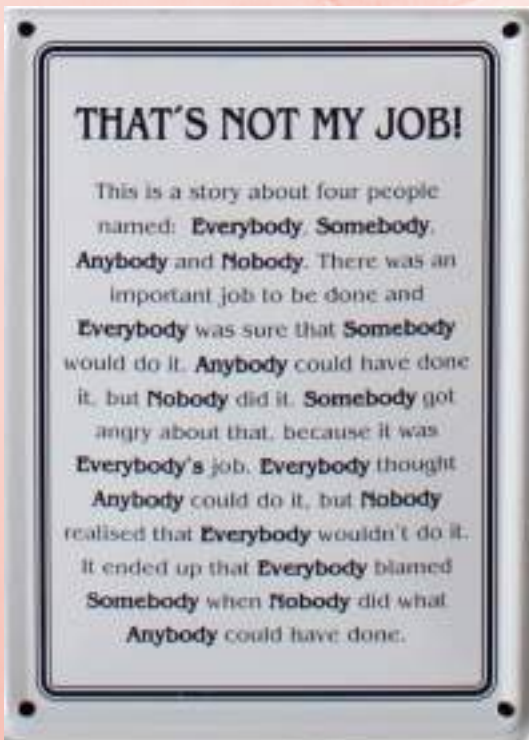 THAT´S NOT MY JOB!
This is a story about four people
named: Everybody, Somebody,
Anybody and Nobody. There was an
important job to be done and
Everybody was sure that Somebody
would do it. Anybody could have done
it, but Nobody did it. Somebody got
angry about that, because it was
Everybody's job. Everybody thought
Anybody could do it, but Nobody
realised that Everybody wouldn't do it.
It ended up that Everybody blamed
Somebody when Nobody did what
Anybody could have done.